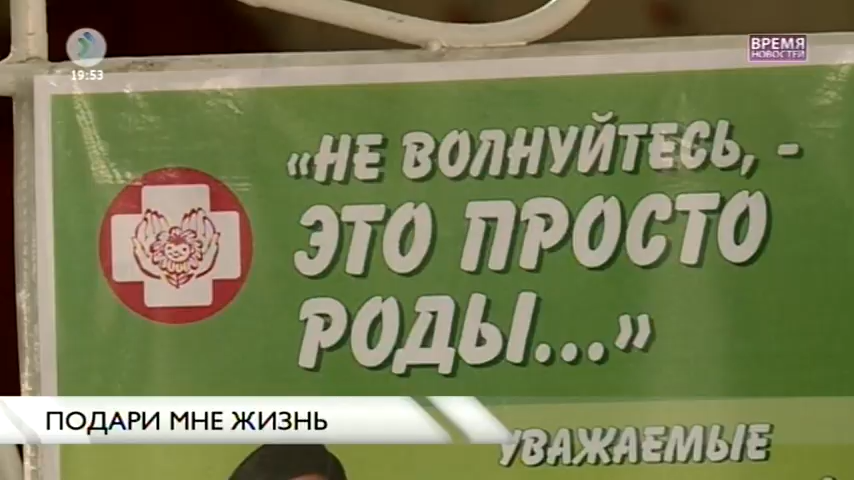 19:53
ВРЕМЯ
НОВОСТЕЙ
«НЕ ВОЛНУЙТЕСЬ, -
ЭТО ПРОСТО
РОДЫ...»
ПОДАРИ МНЕ ЖИЗНЬ
УВАЖАЕМЫЕ